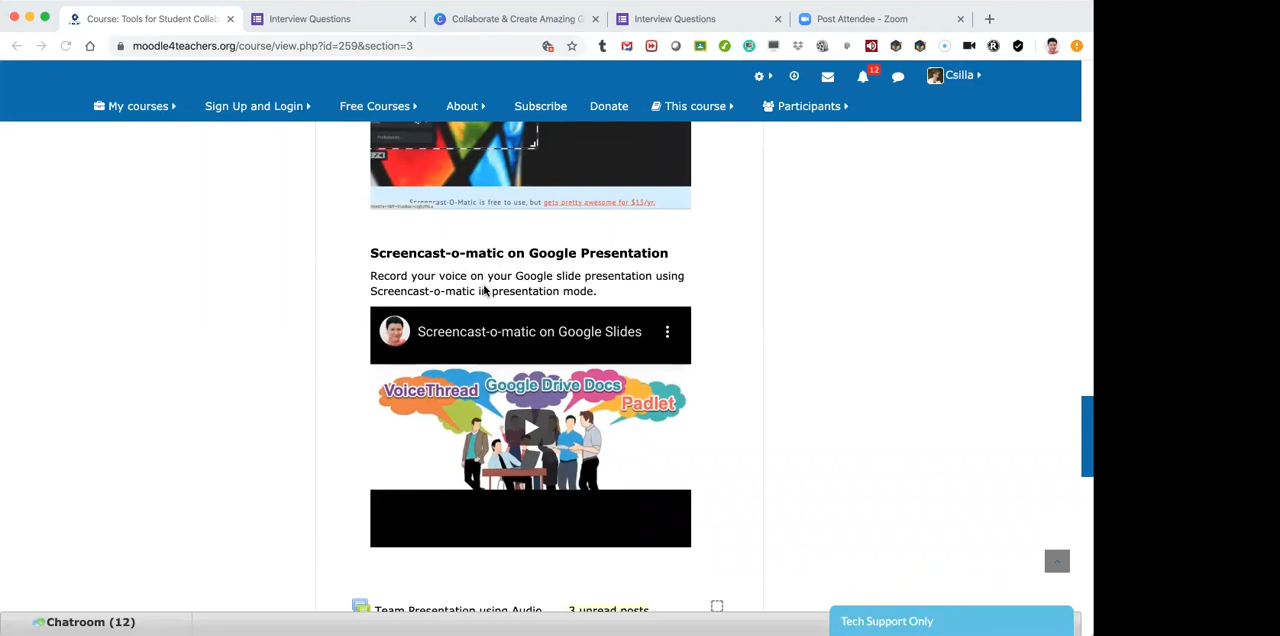 Course: Tools for Student Collab
Interview Questions
Collaborate & Create Amazing G
Interview Questions
Post Attendee - Zoom
moodle4teachers.org/course/view.php?id=259&section=3
12
Csilla
My courses
Sign Up and Login
Free Courses
About
Subscribe
Donate
This course
Participants
Preferences...
Screencast-O-Matic is free to use, but gets pretty awesome for $15/yr.
Screencast-o-matic on Google Presentation
Record your voice on your Google slide presentation using
Screencast-o-matic in presentation mode.
Screencast-o-matic on Google Slides
VoiceThread
Google Drive Docs
Padlet
Team Presentation using Audio
3 unread posts
Chatroom (12)
Tech Support Only